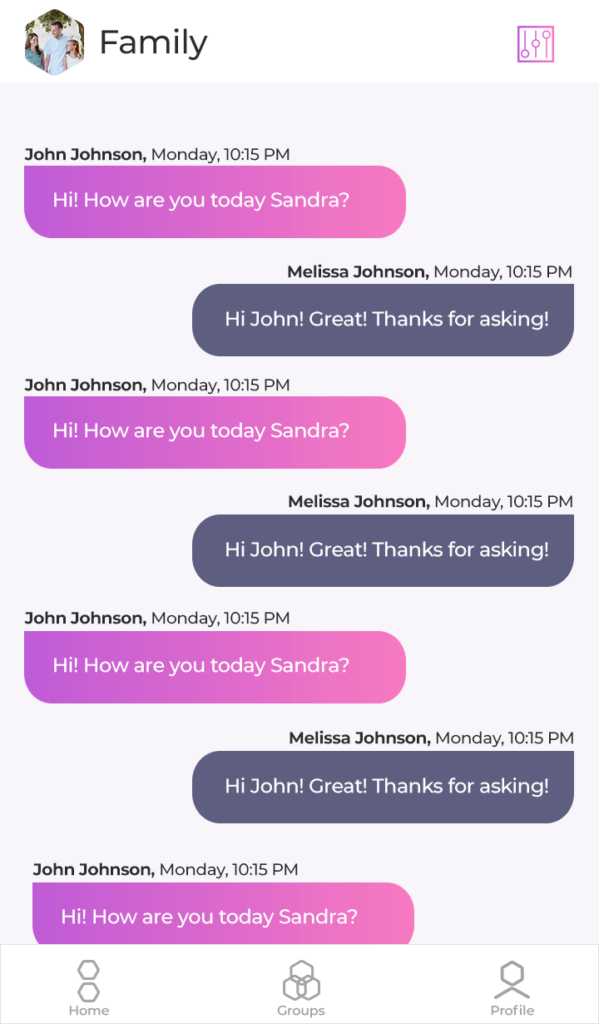 Family
John Johnson, Monday, 10:15 PM
Hi! How are you today Sandra?
Melissa Johnson, Monday, 10:15 PM
Hi John! Great! Thanks for asking!
John Johnson, Monday, 10:15 PM
Hi! How are you today Sandra?
Melissa Johnson, Monday, 10:15 PM
Hi John! Great! Thanks for asking!
John Johnson, Monday, 10:15 PM
Hi! How are you today Sandra?
Melissa Johnson, Monday, 10:15 PM
Hi John! Great! Thanks for asking!
John Johnson, Monday, 10:15 PM
Hi! How are you today Sandra?
Home Groups Profile